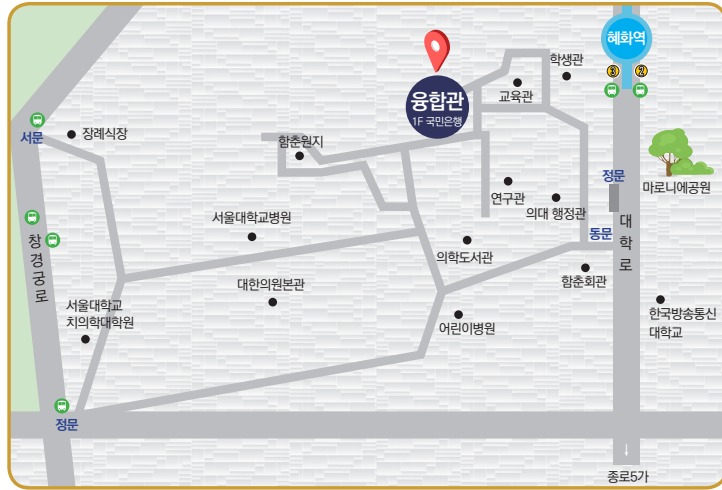 혜화역
③
②
학생관
교육관
융합관
1F 국민은행
서문
장례식장
함춘원지
정문
마로니에공원
연구관
의대 행정관
서울대학교병원
대학로
동문
창경궁로
의학도서관
대한의원본관
함춘회관
서울대학교
치의학대학원
어린이병원
한국방송통신
대학교
정문
종로5가